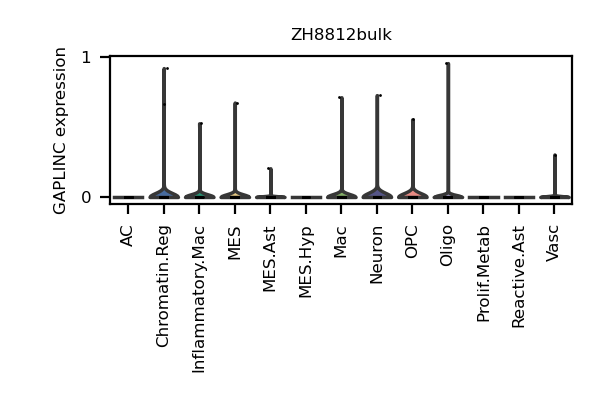 ZH8812bulk
GAPLINC expression
1
0
AC
Chromatin.Reg
Inflammatory.Mac
MES
MES.Ast
MES.Hyp
Mac
Neuron
OPC
Oligo
Prolif.Metab
Reactive.Ast
Vasc